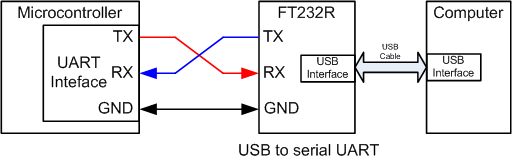 Microcontroller
FT232R
Computer
TX
TX
UART
Inteface
RX
RX
USB
Interface
USB
Cable
USB
Interface
GND
GND
USB to serial UART